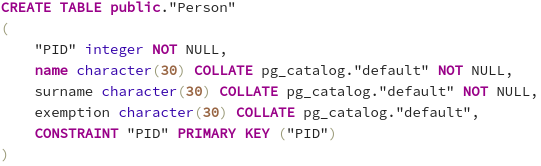 CREATE TABLE public."Person"
(
    "PID" integer NOT NULL,
    name character(30) COLLATE pg_catalog."default" NOT NULL,
    surname character(30) COLLATE pg_catalog."default" NOT NULL,
    exemption character(30) COLLATE pg_catalog."default",
    CONSTRAINT "PID" PRIMARY KEY ("PID")
)